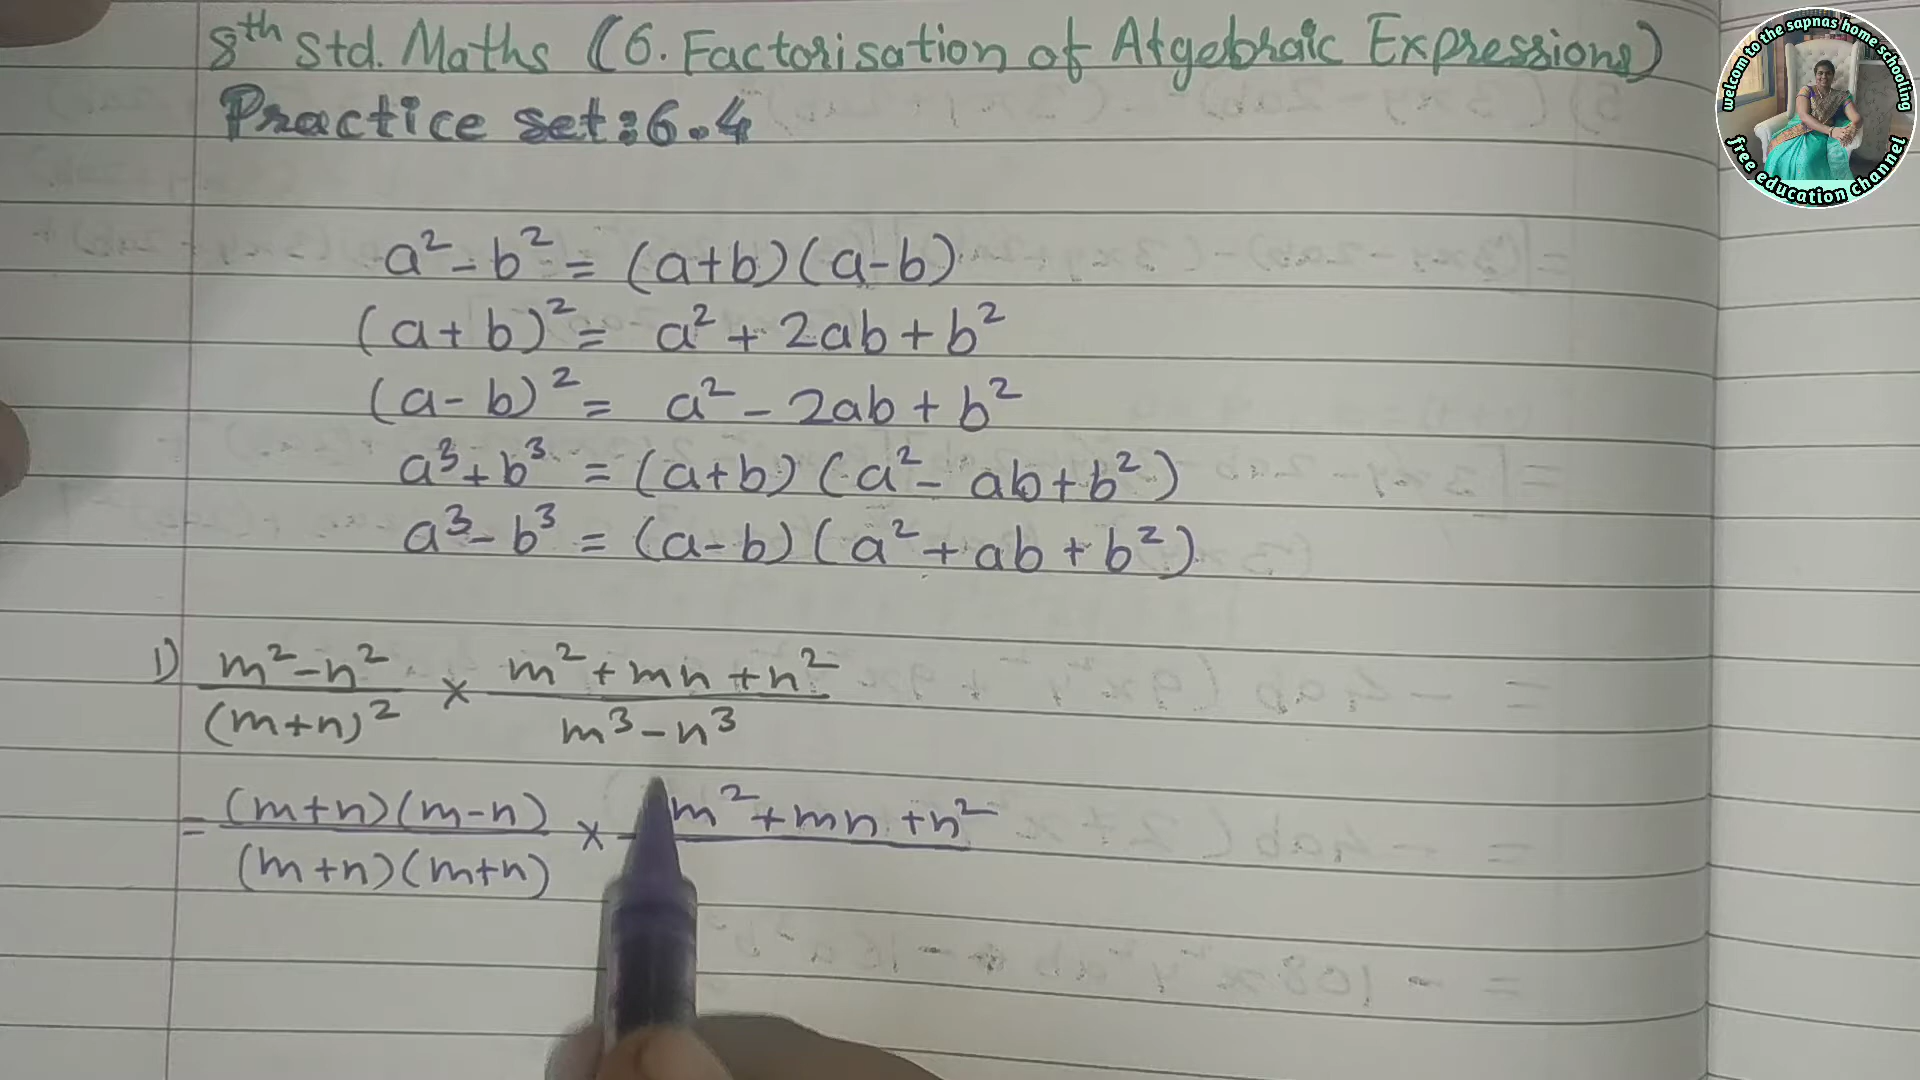 8th Std. Maths (6. Factorisation of Algebraic Expressions)
Practice set:6.4
a² - b² = (a+b)(a-b)
(a+b)² = a² + 2ab + b²
(a-b)² = a² - 2ab + b²
a³+b³ = (a+b) (a² - ab + b²)
a³-b³ = (a-b) (a² + ab + b²)
1) m²-n²/(m+n)² × m²+mn+n²/m³-n³
= (m+n)(m-n)/(m+n)(m+n) × m²+mn+n²
welcom to the sapnas home schooling
free education channel